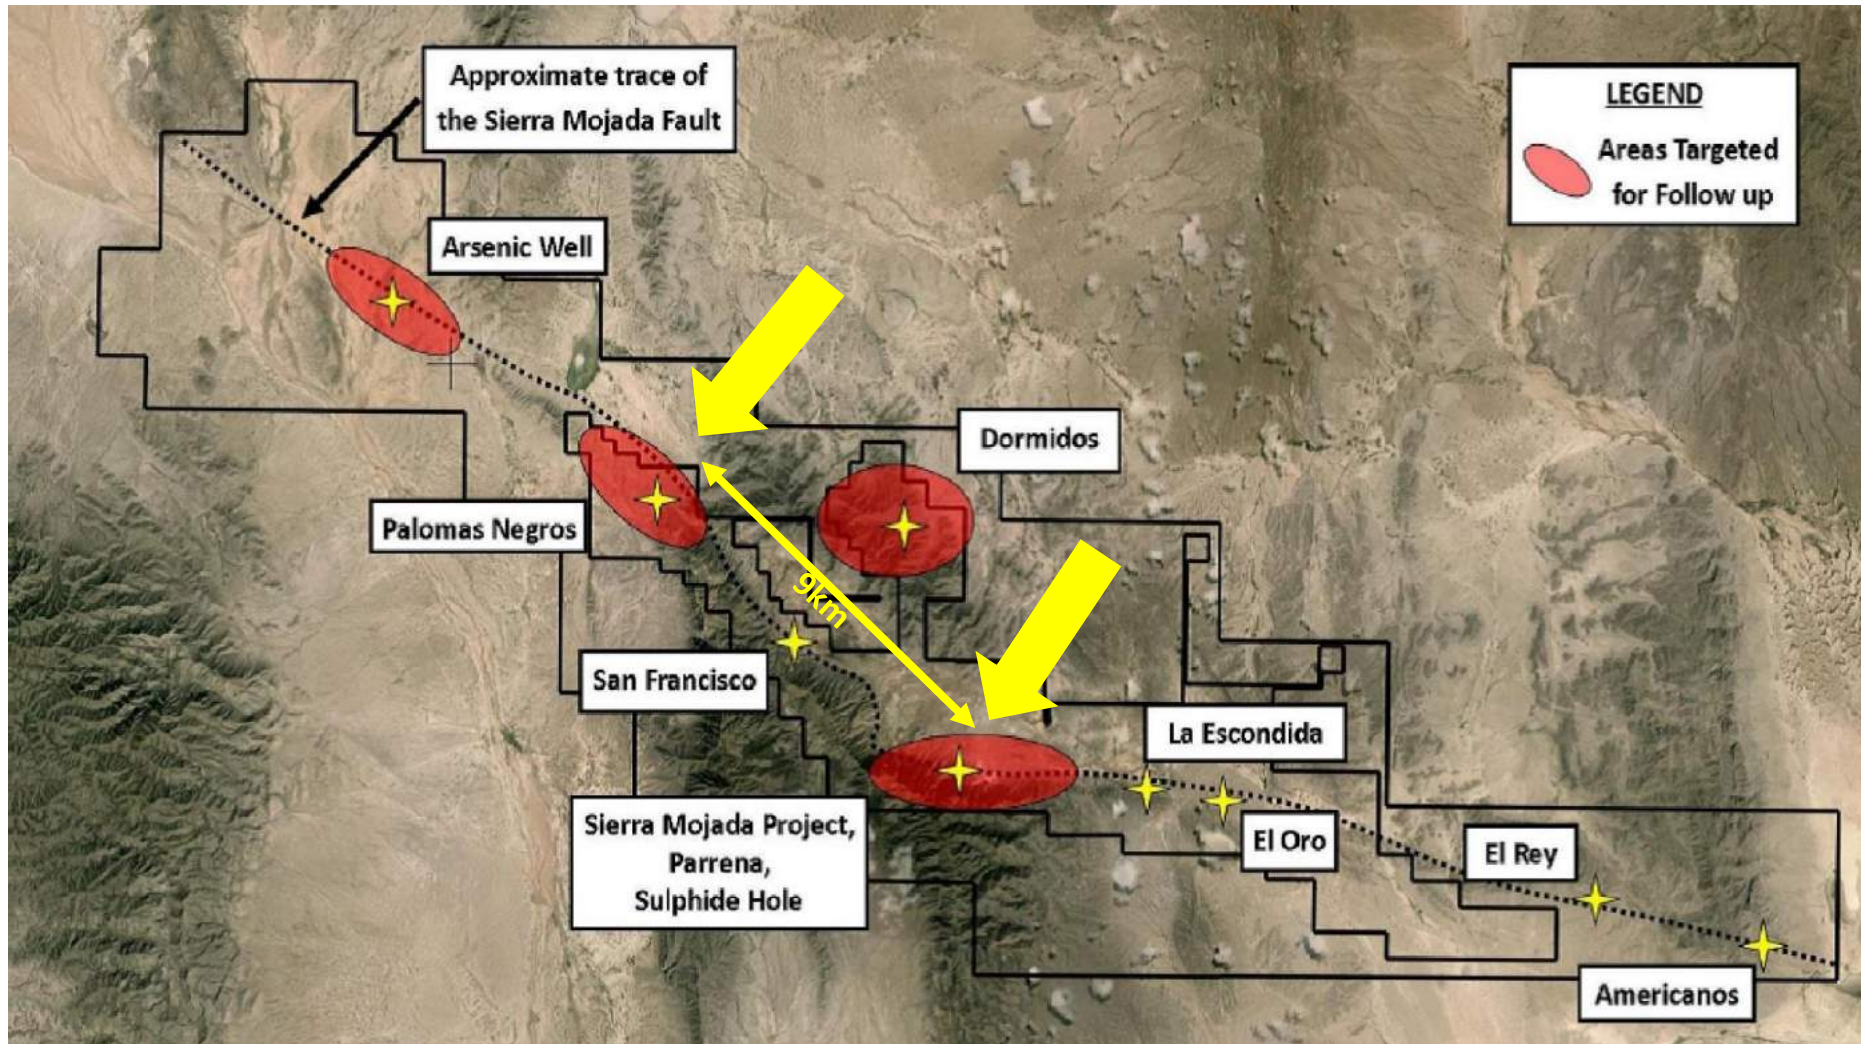 Approximate trace of
the Sierra Mojada Fault
LEGEND
Areas Targeted
for Follow up
Arsenic Well
Dormidos
Palomas Negros
9km
San Francisco
La Escondida
Sierra Mojada Project,
Parrena,
Sulphide Hole
El Oro
El Rey
Americanos